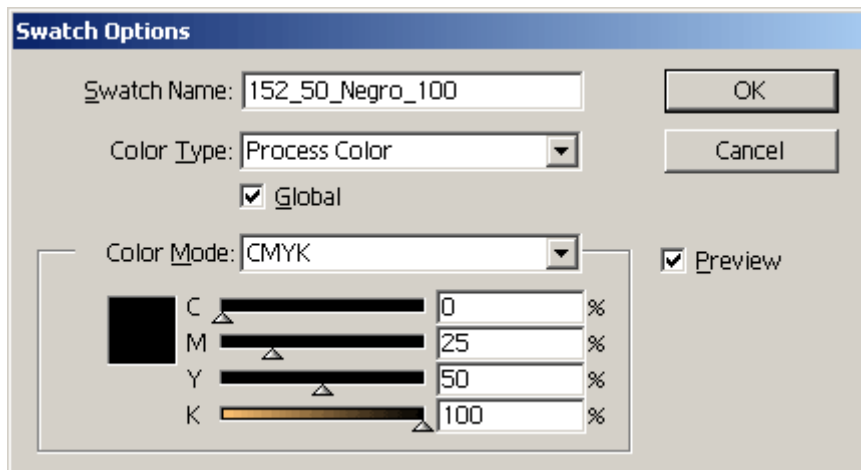 Swatch Options
Swatch Name: 152_50_Negro_100 OK
Color Type: Process Color Cancel
Global
Color Mode: CMYK Preview
C 0 %
M 25 %
Y 50 %
K 100 %